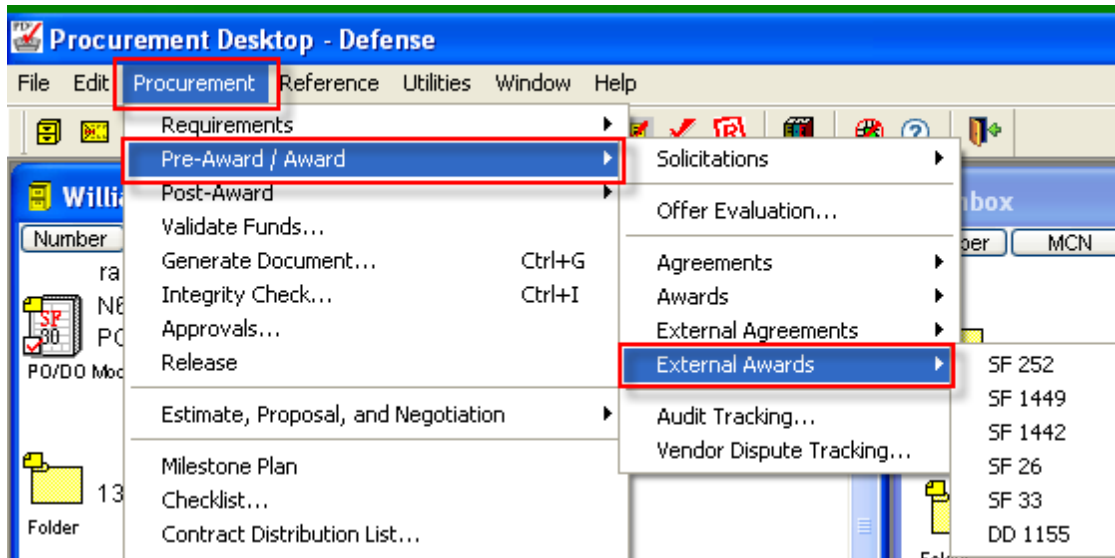 Procurement Desktop - Defense
File Edit Procurement Reference Utilities Window Help
Requirements
Pre-Award / Award
Post-Award
Validate Funds...
Generate Document... Ctrl+G
Integrity Check... Ctrl+I
Approvals...
Release
Estimate, Proposal, and Negotiation
Milestone Plan
Checklist...
Contract Distribution List...
Solicitations
Offer Evaluation...
Agreements
Awards
External Agreements
External Awards
Audit Tracking...
Vendor Dispute Tracking...
SF 252
SF 1449
SF 1442
SF 26
SF 33
DD 1155
Number
SF
30
PO/DO Mod
13
Folder
MCN